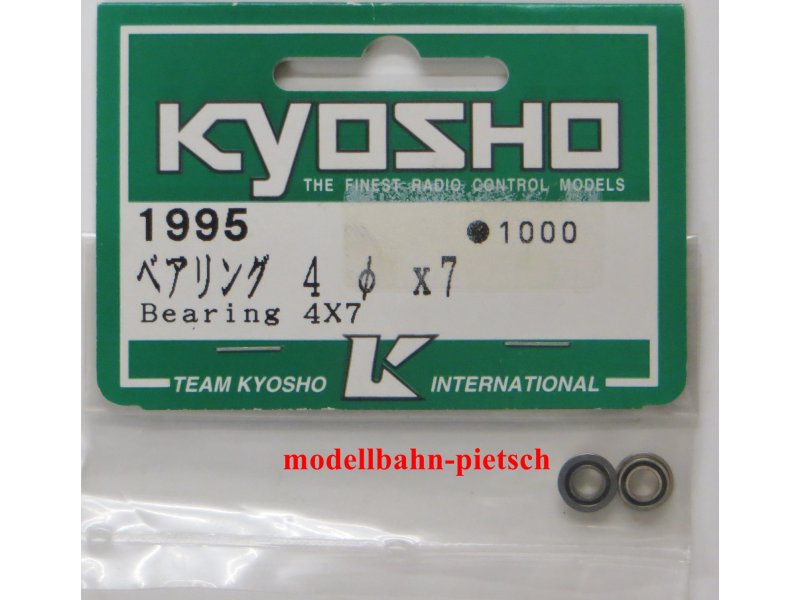 KYOSHO
THE FINEST RADIO CONTROL MODELS
1995
●1000
ベアリング 4 φ x7
Bearing 4X7
TEAM KYOSHO K INTERNATIONAL
modellbahn-pietsch